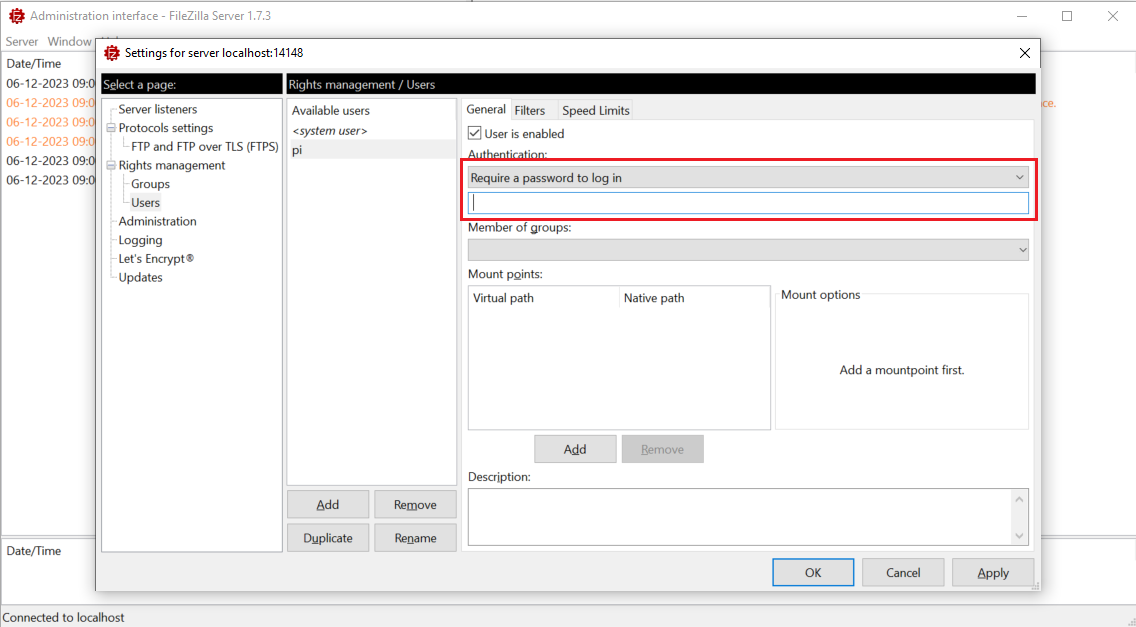 Administration interface - FileZilla Server 1.7.3
Server Window
Settings for server localhost:14148
Date/Time
06-12-2023 09:0
06-12-2023 09:0
06-12-2023 09:0
06-12-2023 09:0
06-12-2023 09:0
06-12-2023 09:0
ce.
Select a page:
Server listeners
Protocols settings
FTP and FTP over TLS (FTPS)
Rights management
Groups
Users
Administration
Logging
Let's Encrypt®
Updates
Rights management / Users
Available users
<system user>
pi
Add Remove
Duplicate Rename
General Filters Speed Limits
User is enabled
Authentication:
Require a password to log in
Member of groups:
Mount points:
Virtual path Native path
Mount options
Add a mountpoint first.
Add Remove
Description:
OK Cancel Apply
Date/Time
Connected to localhost